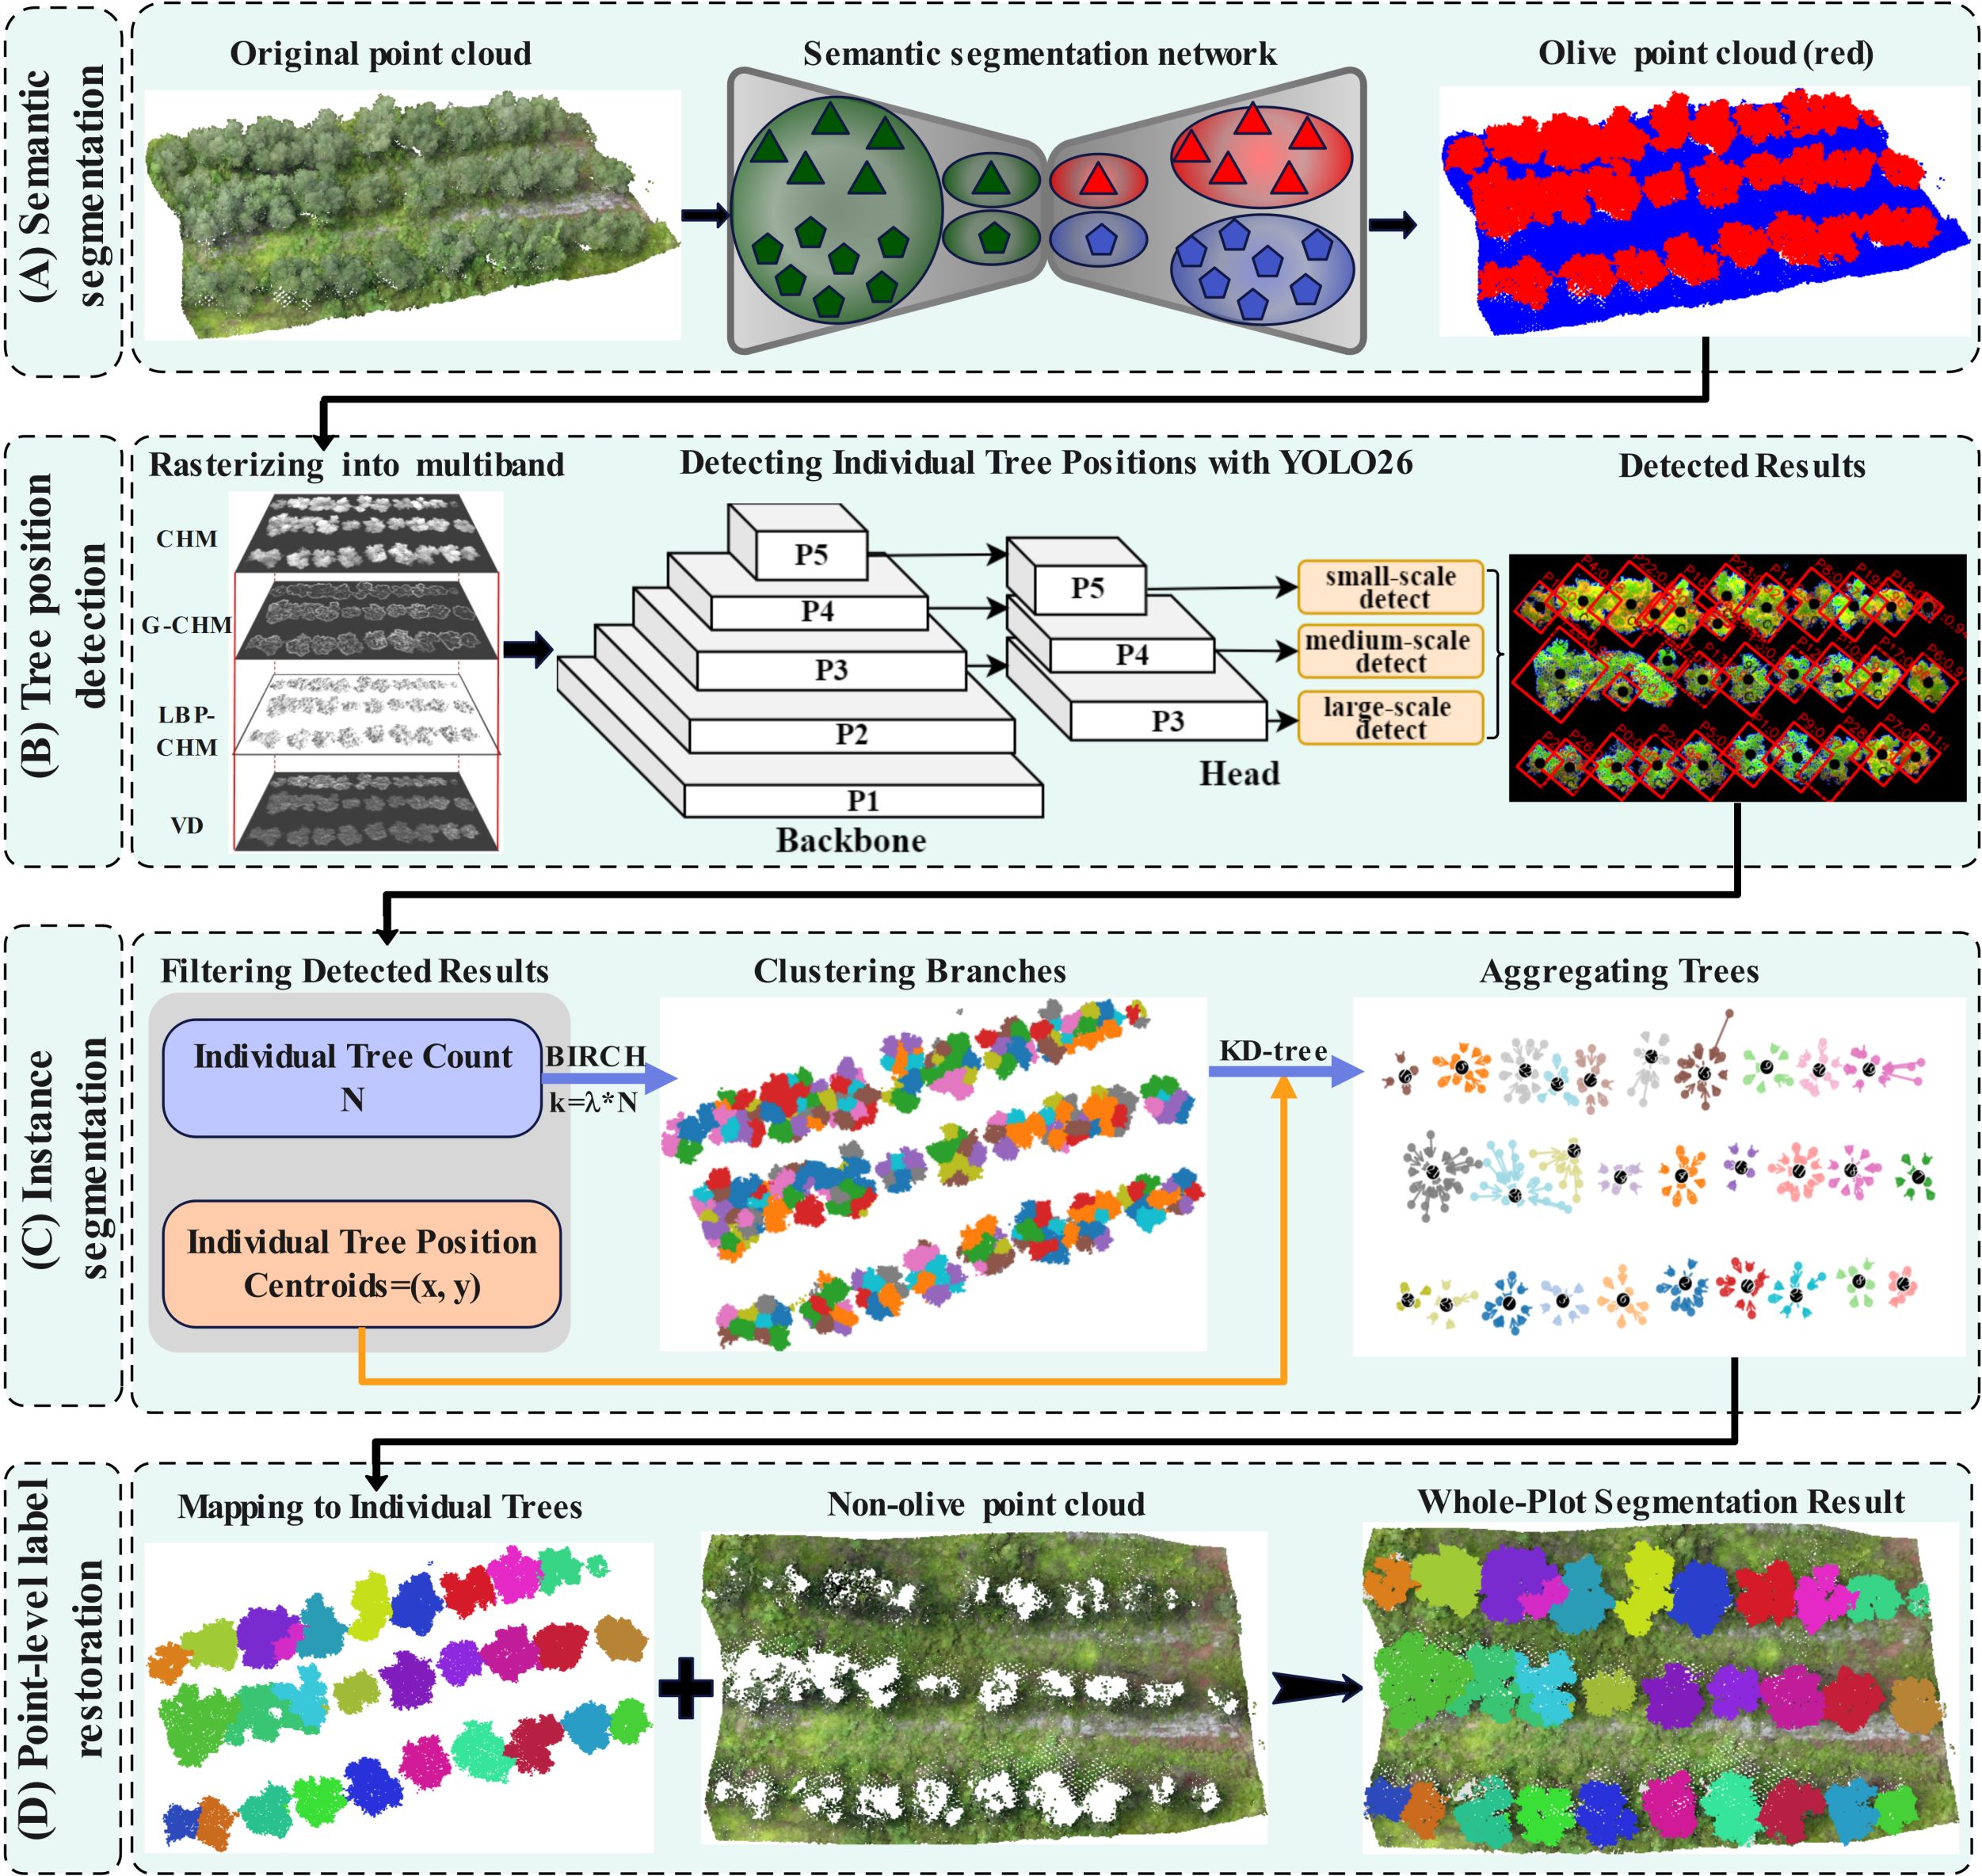 (A) Semantic
segmentation
Original point cloud
Semantic segmentation network
Olive point cloud (red)
(B) Tree position
detection
Rasterizing into multiband
Detecting Individual Tree Positions with YOLO26
Detected Results
CHM
G-CHM
LBP-
CHM
VD
P5
P4
P3
P2
P1
Backbone
P5
P4
P3
Head
small-scale
detect
medium-scale
detect
large-scale
detect
(C) Instance
segmentation
Filtering Detected Results
Clustering Branches
Aggregating Trees
Individual Tree Count
N
BIRCH
k=λ*N
KD-tree
Individual Tree Position
Centroids=(x, y)
(D) Point-level label
restoration
Mapping to Individual Trees
Non-olive point cloud
Whole-Plot Segmentation Result